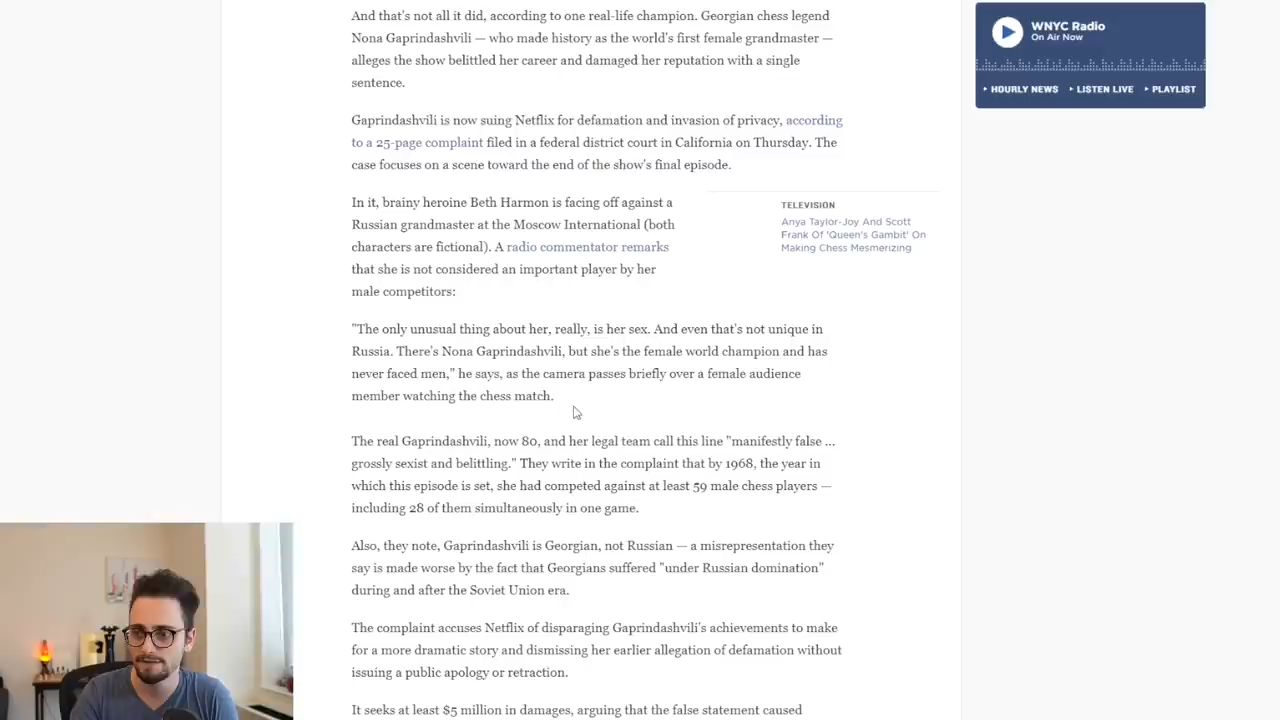 And that's not all it did, according to one real-life champion. Georgian chess legend
Nona Gaprindashvili — who made history as the world's first female grandmaster —
alleges the show belittled her career and damaged her reputation with a single
sentence.
Gaprindashvili is now suing Netflix for defamation and invasion of privacy, according
to a 25-page complaint filed in a federal district court in California on Thursday. The
case focuses on a scene toward the end of the show's final episode.
In it, brainy heroine Beth Harmon is facing off against a
Russian grandmaster at the Moscow International (both
characters are fictional). A radio commentator remarks
that she is not considered an important player by her
male competitors:
"The only unusual thing about her, really, is her sex. And even that's not unique in
Russia. There's Nona Gaprindashvili, but she's the female world champion and has
never faced men," he says, as the camera passes briefly over a female audience
member watching the chess match.
The real Gaprindashvili, now 80, and her legal team call this line "manifestly false ...
grossly sexist and belittling." They write in the complaint that by 1968, the year in
which this episode is set, she had competed against at least 59 male chess players —
including 28 of them simultaneously in one game.
Also, they note, Gaprindashvili is Georgian, not Russian — a misrepresentation they
say is made worse by the fact that Georgians suffered "under Russian domination"
during and after the Soviet Union era.
The complaint accuses Netflix of disparaging Gaprindashvili's achievements to make
for a more dramatic story and dismissing her earlier allegation of defamation without
issuing a public apology or retraction.
It seeks at least $5 million in damages, arguing that the false statement caused
TELEVISION
Anya Taylor-Joy And Scott
Frank Of 'Queen's Gambit' On
Making Chess Mesmerizing
WNYC Radio
On Air Now
HOURLY NEWS
LISTEN LIVE
PLAYLIST